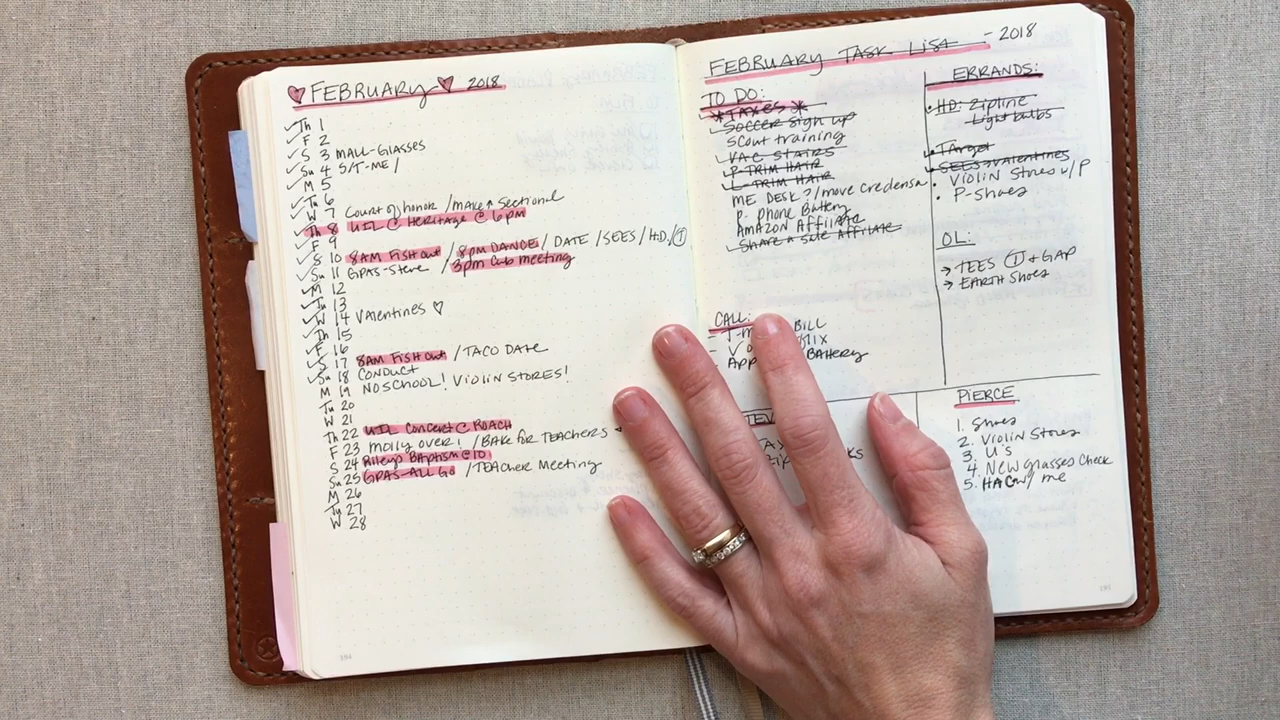 ♥FEBRUARY♥ 2018
✓Th 1
✓F 2
✓S 3 MALL-GLASSES
✓Su 4 S/T-ME /
✓M 5
✓Tu 6
✓W 7 Court of honor / make↑ sectional
✓Th 8 UIL @ HERITAGE @ 6pm
✓F 9
✓S 10 8AM FISH OUT / 8pm DANCE / DATE / SEES / H.D. / Ⓣ
✓Su 11 GPAS-Steve / 3pm Cub meeting
✓M 12
✓Tu 13
✓W 14 Valentines ♡
✓Th 15
✓F 16
✓S 17 8AM FISH OUT / TACO DATE
✓Su 18 CONDUCT
M 19 NO SCHOOL! VIOLIN STORES!
Tu 20
W 21
Th 22 UIL Concert @ ROACH
F 23 Molly over! / BAKE FOR TEACHERS
S 24 Baptism @ 10
Su 25 GPAS-ALL GO / TEAcher Meeting
M 26
Tu 27
W 28
184
FEBRUARY TASK LIST - 2018
TO DO:
*TAXES*
✓SOCCER sign up
SCout training
✓VAC STAIRS
✓P-TRIM HAIR
✓L-TRIM HAIR
ME DESK? / move credensa
P-Phone Battery
AMAZON Affiliate
✓Share a sale Affiliate
CALL:
BILL
BAttery
ERRANDS:
• HD: Zipline
Light bulbs
• TArget
• SEES→valentines
• VIOLIN Stores w/P
• P-Shoes
OL:
→ TEES Ⓣ + GAP
→ EARTH Shoes
PIERCE
1. Shoes
2. VIOLIN Stores
3. U's
4. New glasses Check
5. HAC w/ me